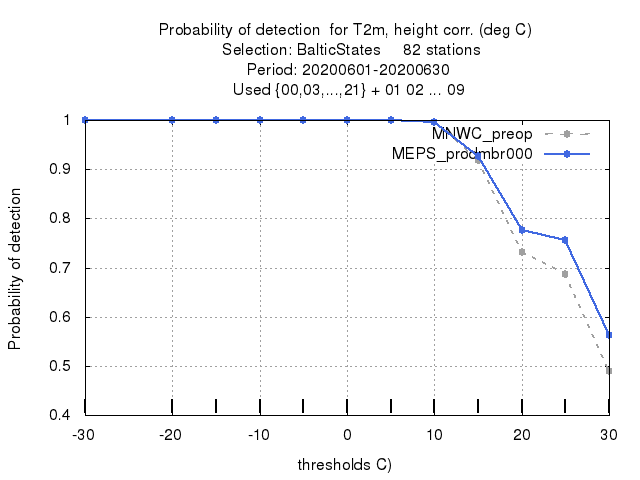 Probability of detection  for T2m, height corr. (deg C)
Selection: BalticStates     82 stations
Period: 20200601-20200630
Used {00,03,...,21} + 01 02 ... 09
MNWC_preop
MEPS_prodmbr000
1
0.9
0.8
0.7
0.6
0.5
0.4
Probability of detection
-30 -20 -10 0 10 20 30
thresholds C)